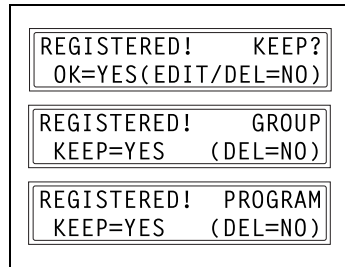 REGISTERED! KEEP?
OK=YES(EDIT/DEL=NO)
REGISTERED! GROUP
KEEP=YES (DEL=NO)
REGISTERED! PROGRAM
KEEP=YES (DEL=NO)